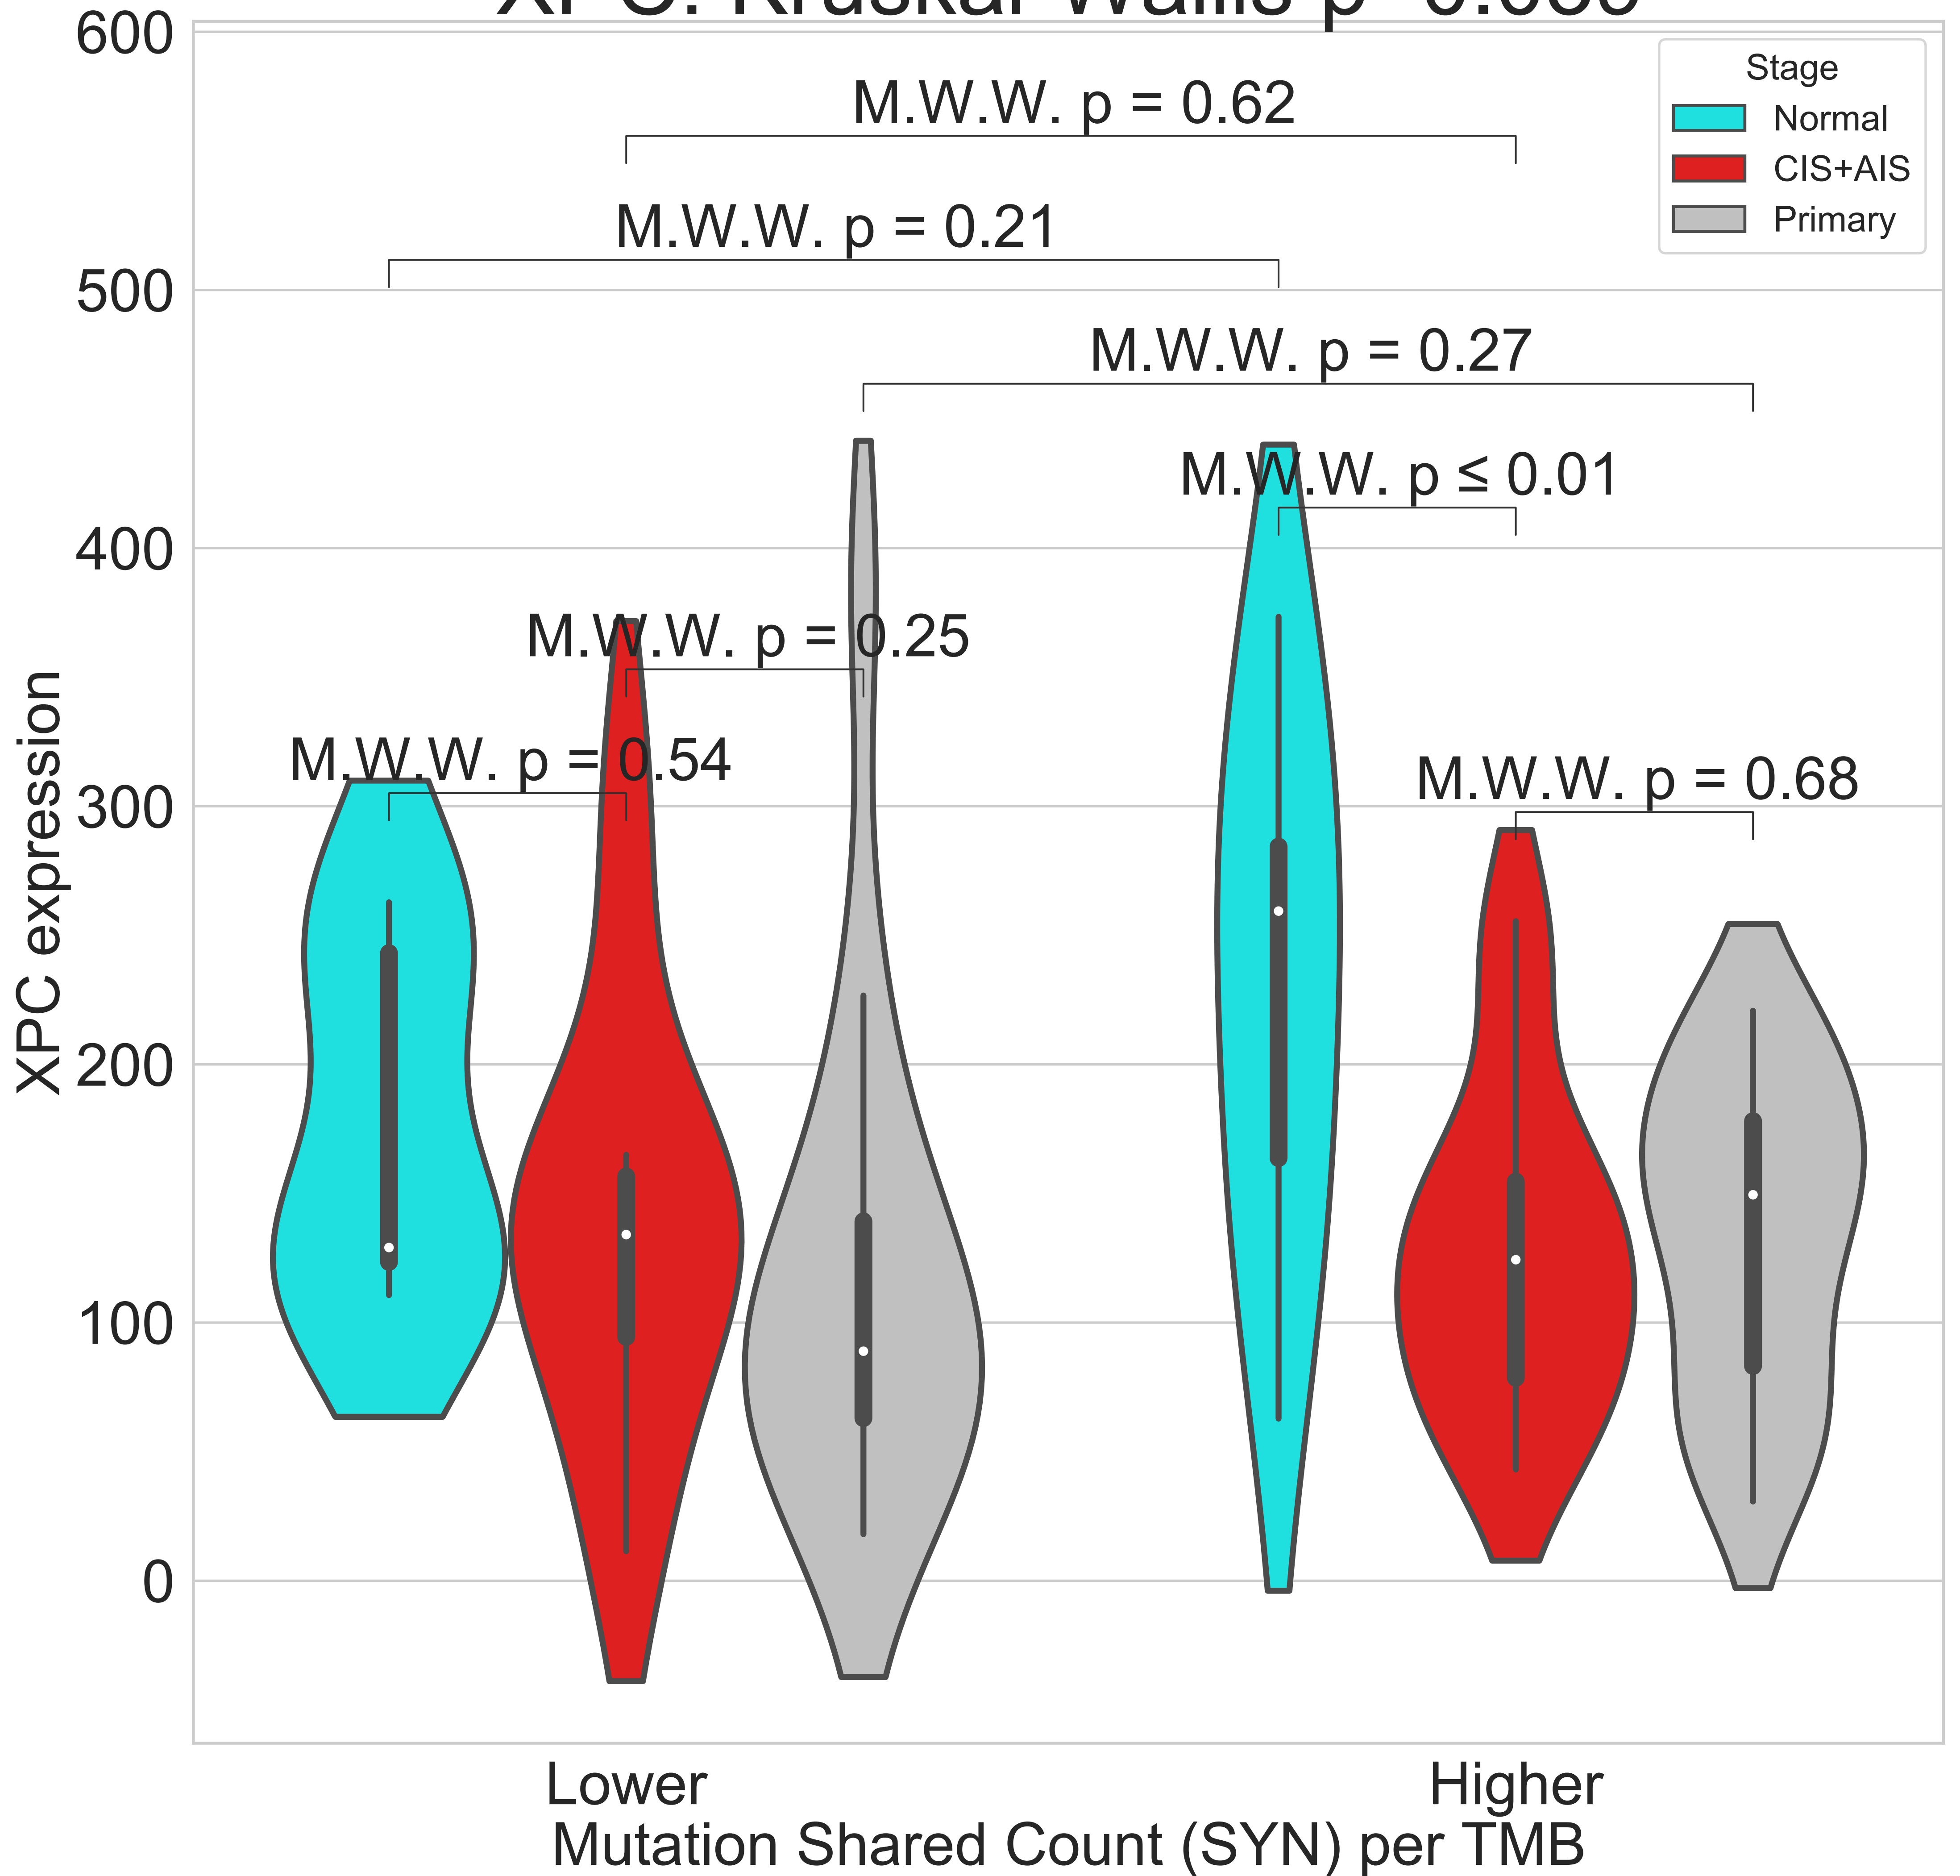 600
Stage
Normal
CIS+AIS
Primary
M.W.W. p = 0.62
M.W.W. p = 0.21
500
M.W.W. p = 0.27
M.W.W. p ≤ 0.01
400
M.W.W. p = 0.25
M.W.W. p = 0.54
M.W.W. p = 0.68
300
XPC expression
200
100
0
Lower
Higher
Mutation Shared Count (SYN) per TMB